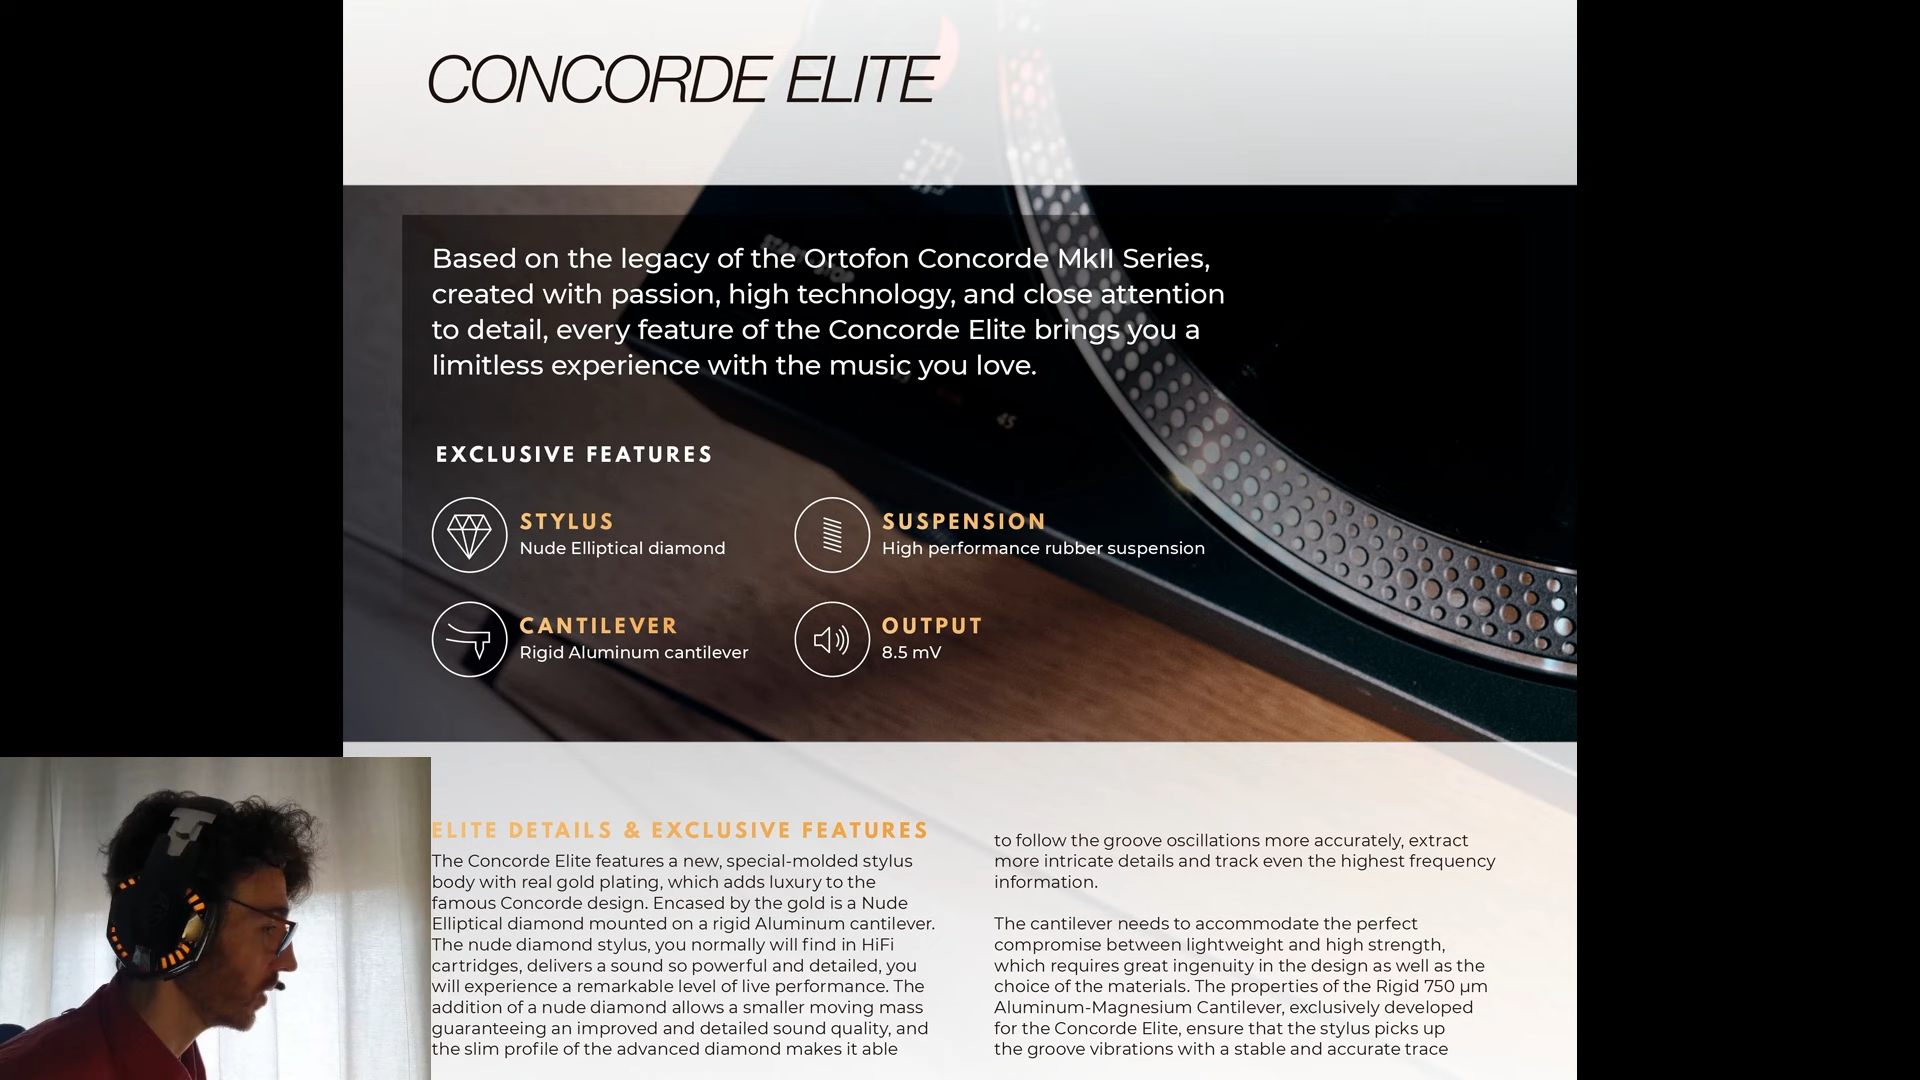 CONCORDE ELITE
Based on the legacy of the Ortofon Concorde MkII Series,
created with passion, high technology, and close attention
to detail, every feature of the Concorde Elite brings you a
limitless experience with the music you love.
EXCLUSIVE FEATURES
STYLUS
Nude Elliptical diamond
SUSPENSION
High performance rubber suspension
CANTILEVER
Rigid Aluminum cantilever
OUTPUT
8.5 mV
45
ELITE DETAILS & EXCLUSIVE FEATURES
The Concorde Elite features a new, special-molded stylus
body with real gold plating, which adds luxury to the
famous Concorde design. Encased by the gold is a Nude
Elliptical diamond mounted on a rigid Aluminum cantilever.
The nude diamond stylus, you normally will find in HiFi
cartridges, delivers a sound so powerful and detailed, you
will experience a remarkable level of live performance. The
addition of a nude diamond allows a smaller moving mass
guaranteeing an improved and detailed sound quality, and
the slim profile of the advanced diamond makes it able
to follow the groove oscillations more accurately, extract
more intricate details and track even the highest frequency
information.
The cantilever needs to accommodate the perfect
compromise between lightweight and high strength,
which requires great ingenuity in the design as well as the
choice of the materials. The properties of the Rigid 750 µm
Aluminum-Magnesium Cantilever, exclusively developed
for the Concorde Elite, ensure that the stylus picks up
the groove vibrations with a stable and accurate trace